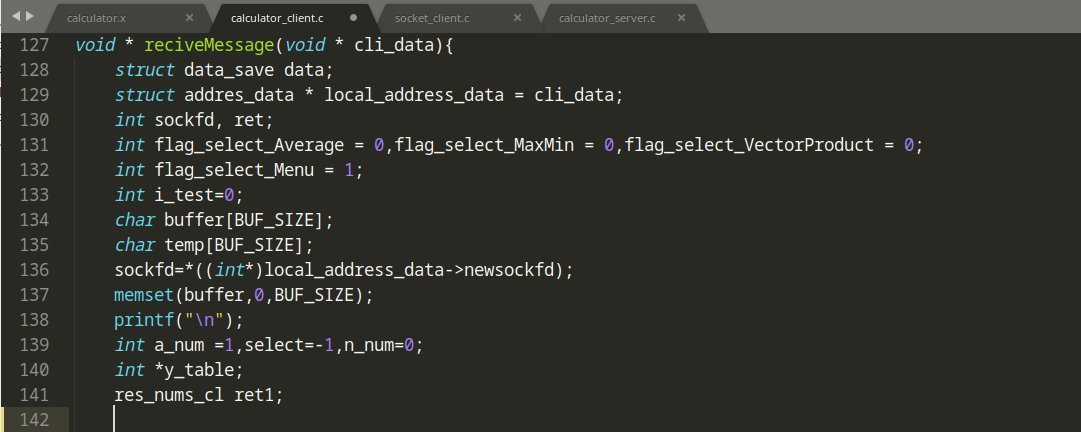 calculator.x × calculator_client.c ● socket_client.c × calculator_server.c ×
127 void * reciveMessage(void * cli_data){
128     struct data_save data;
129     struct addres_data * local_address_data = cli_data;
130     int sockfd, ret;
131     int flag_select_Average = 0,flag_select_MaxMin = 0,flag_select_VectorProduct = 0;
132     int flag_select_Menu = 1;
133     int i_test=0;
134     char buffer[BUF_SIZE];
135     char temp[BUF_SIZE];
136     sockfd=*((int*)local_address_data->newsockfd);
137     memset(buffer,0,BUF_SIZE);
138     printf("\n");
139     int a_num =1,select=-1,n_num=0;
140     int *y_table;
141     res_nums_cl ret1;
142